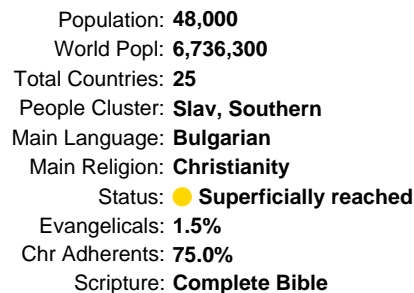 Population: 48,000
World Popl: 6,736,300
Total Countries: 25
People Cluster: Slav, Southern
Main Language: Bulgarian
Main Religion: Christianity
Status: Superficially reached
Evangelicals: 1.5%
Chr Adherents: 75.0%
Scripture: Complete Bible